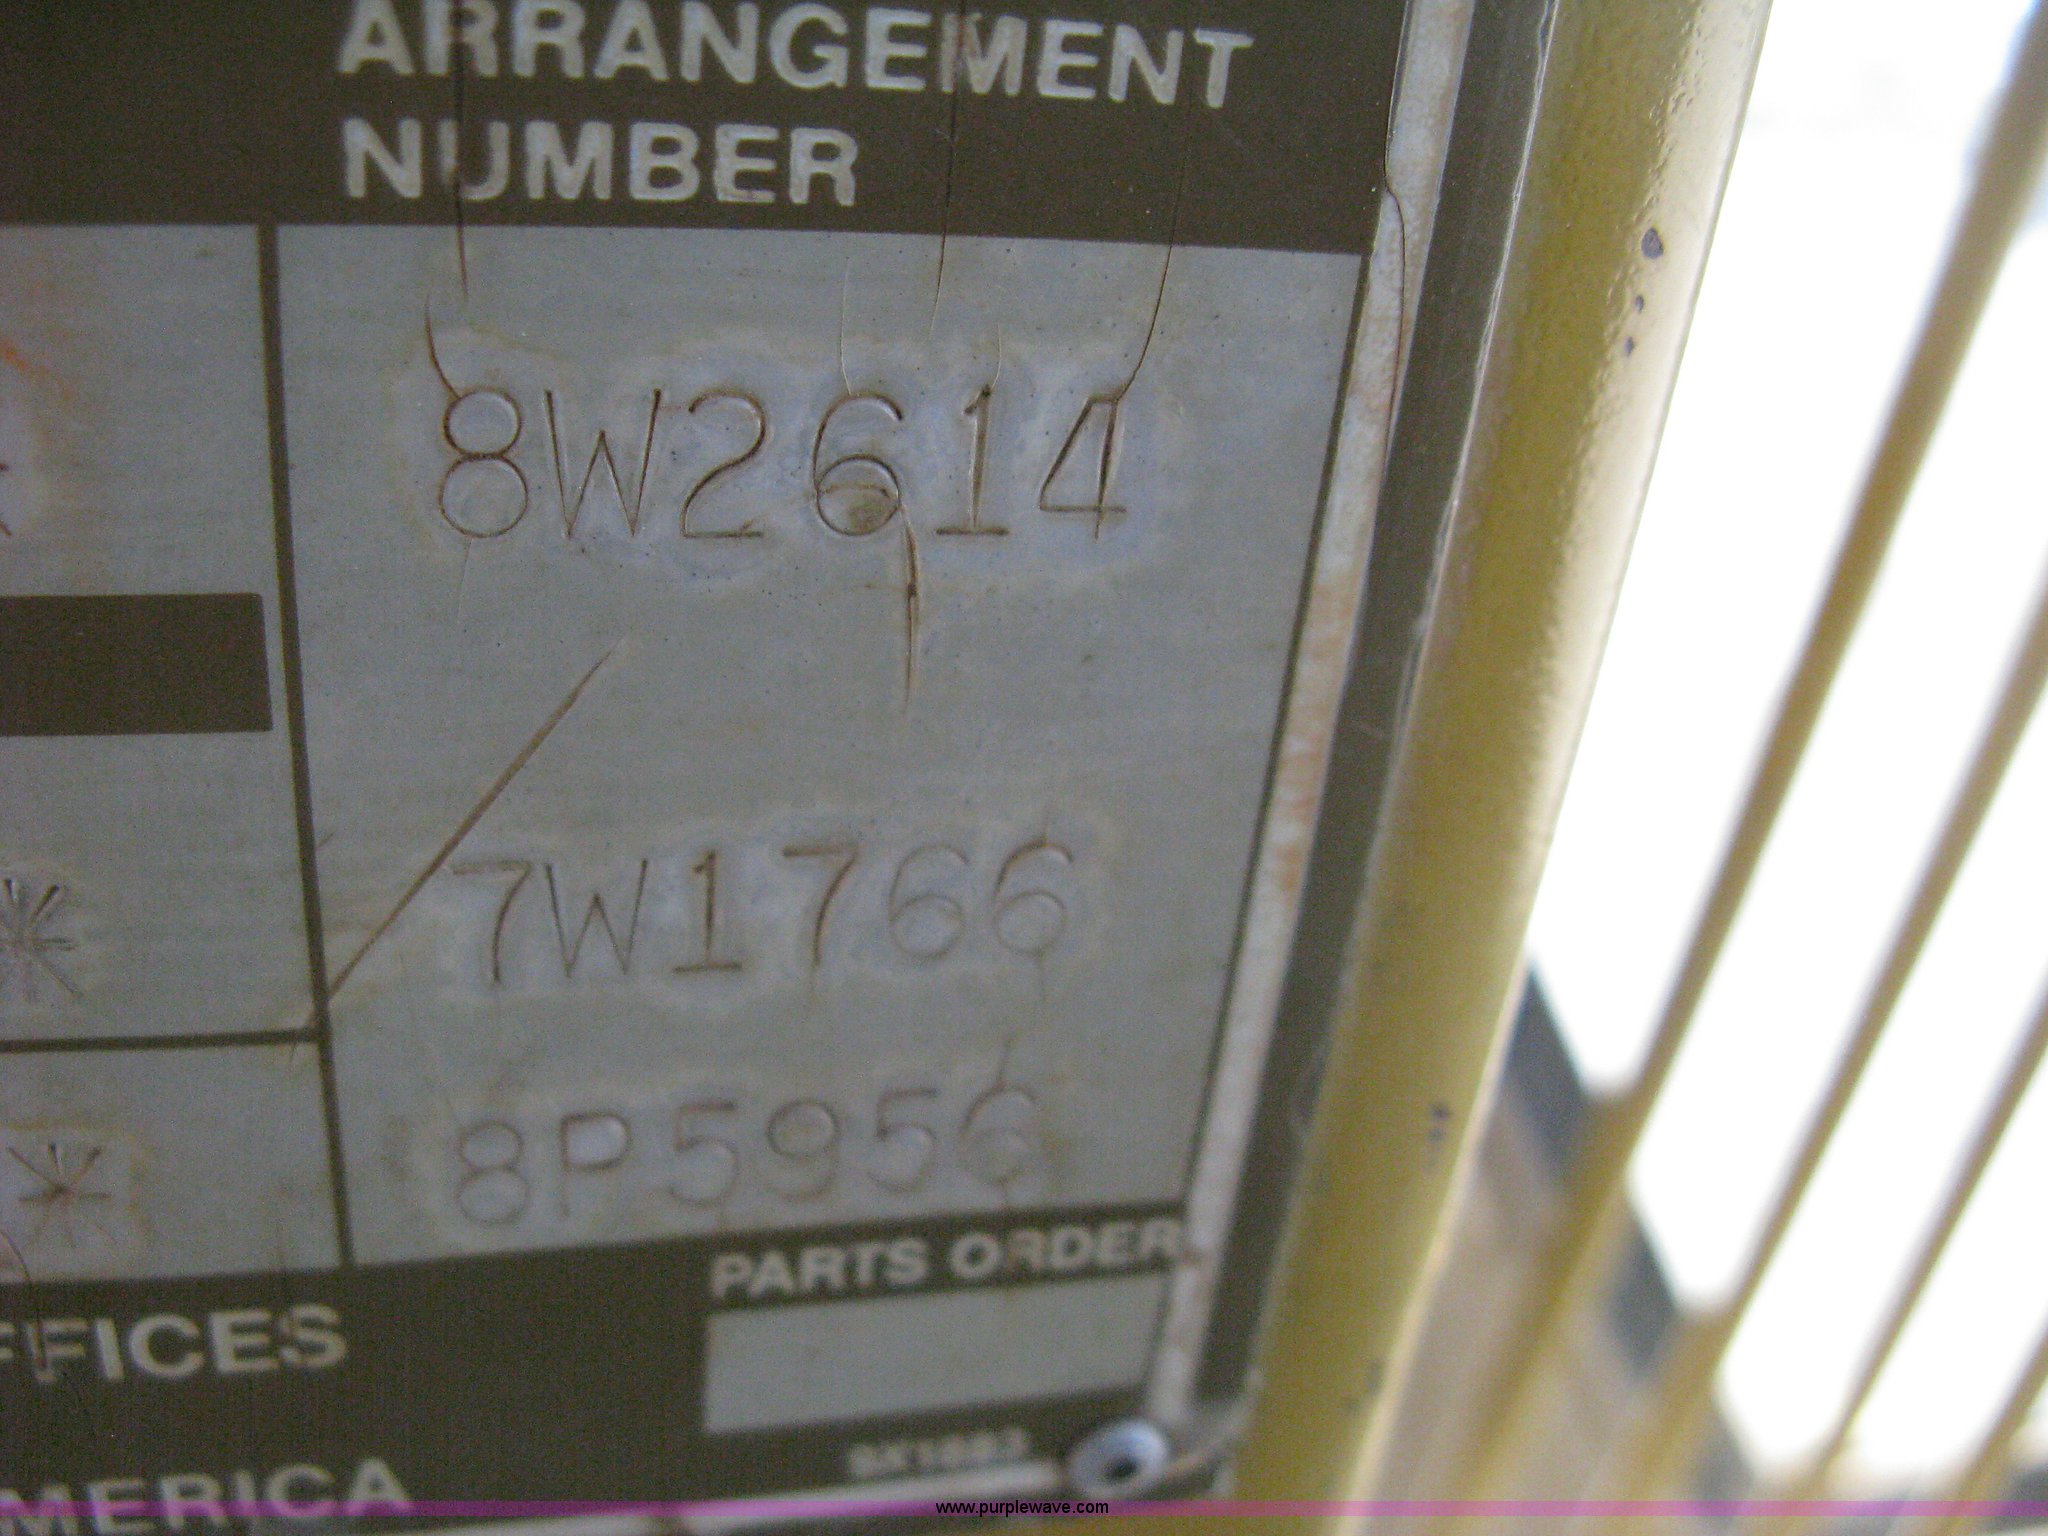 ARRANGEMENT
NUMBER
8W2614
*
7W1766
*
8P5956
PARTS ORDER
FFICES
MERICA
www.purplewave.com